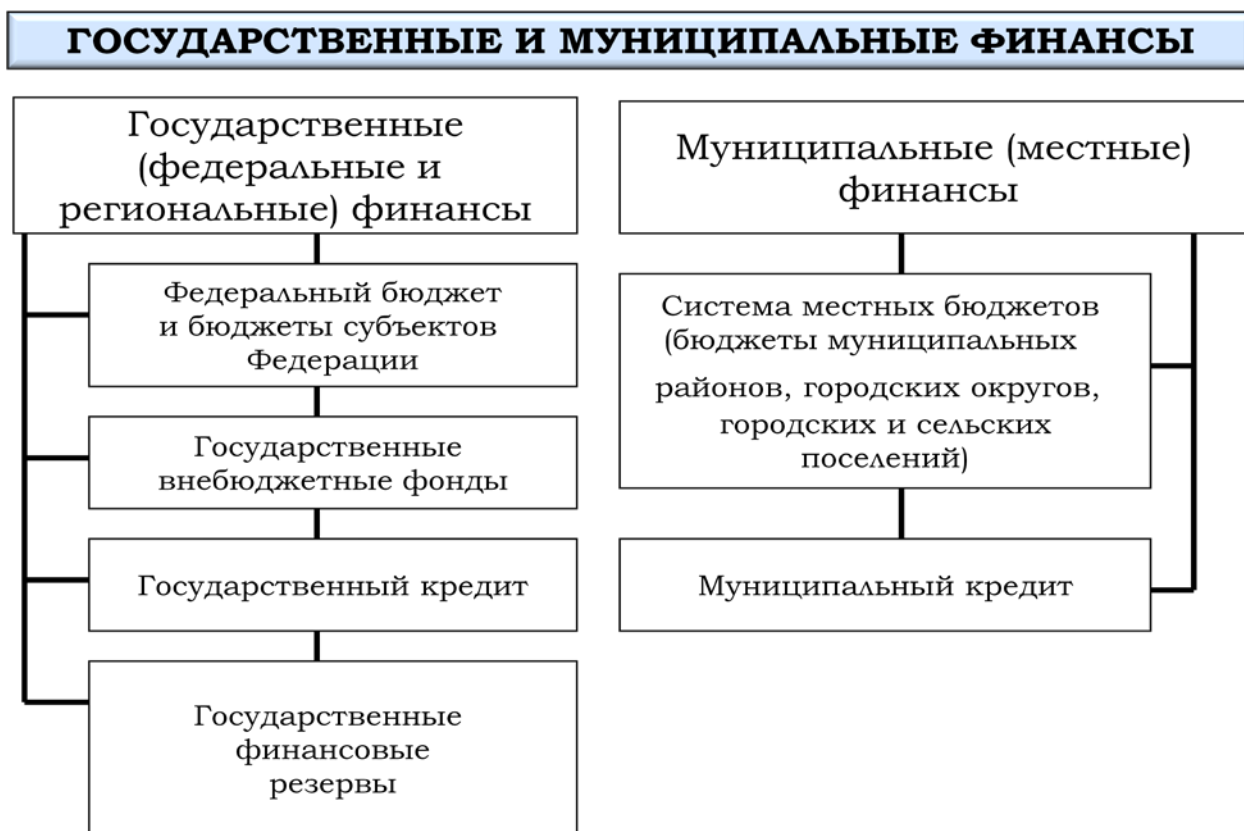 ГОСУДАРСТВЕННЫЕ И МУНИЦИПАЛЬНЫЕ ФИНАНСЫ
Государственные
(федеральные и
региональные) финансы
Федеральный бюджет
и бюджеты субъектов
Федерации
Государственные
внебюджетные фонды
Государственный кредит
Государственные
финансовые
резервы
Муниципальные (местные)
финансы
Система местных бюджетов
(бюджеты муниципальных
районов, городских округов,
городских и сельских
поселений)
Муниципальный кредит